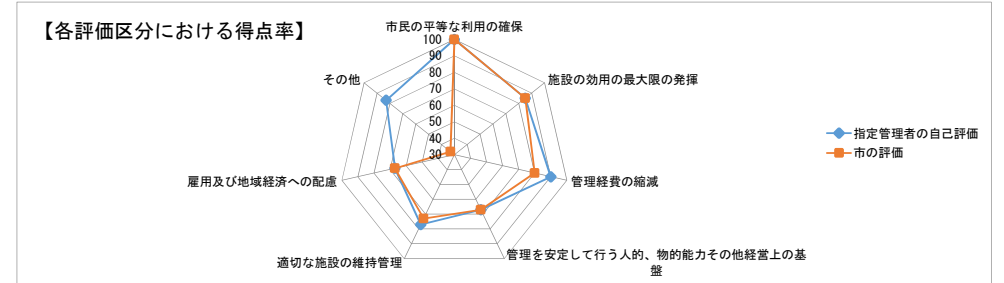 【各評価区分における得点率】
市民の平等な利用の確保
施設の効用の最大限の発揮
管理経費の縮減
管理を安定して行う人的、物的能力その他経営上の基
盤
適切な施設の維持管理
雇用及び地域経済への配慮
その他
100
90
80
70
60
50
40
30
指定管理者の自己評価
市の評価